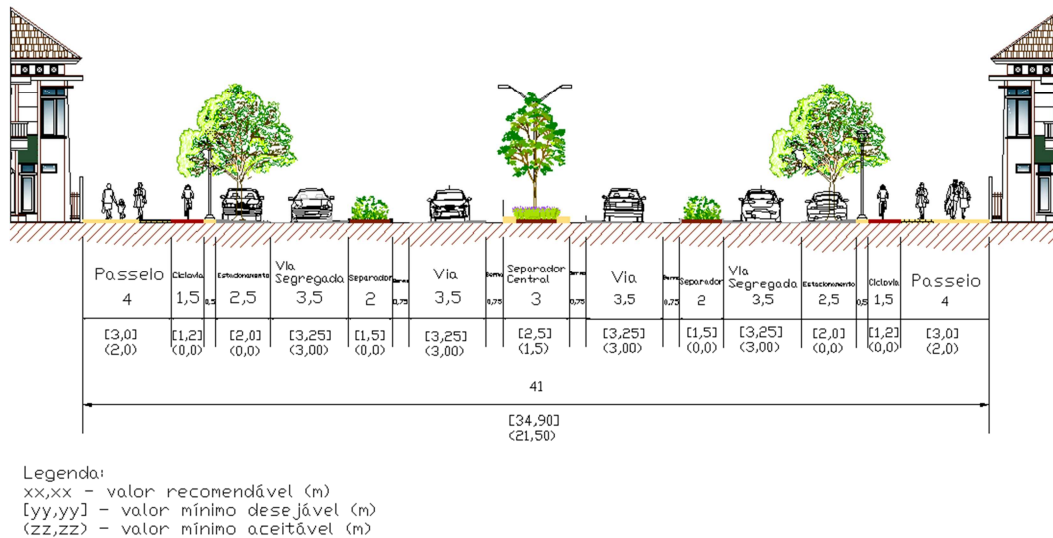 Passeio
4
Ciclovia
1,5
0,5
Estacionamento
2,5
Via
Segregada
3,5
Separador
2
Berma
0,75
Via
3,5
Berma
0,75
Separador
Central
3
Berma
0,75
Via
3,5
Berma
0,75
Separador
2
Via
Segregada
3,5
Estacionamento
2,5
0,5
Ciclovia
1,5
Passeio
4
[3,0] [1,2] [2,0] [3,25] [1,5] [3,25] [2,5] [3,25] [1,5] [3,25] [2,0] [1,2] [3,0]
(2,0) (0,0) (0,0) (3,00) (0,0) (3,00) (1,5) (3,00) (0,0) (3,00) (0,0) (0,0) (2,0)
41
[34,90]
(21,50)
Legenda:
xx,xx - valor recomendável (m)
[yy,yy] - valor mínimo desejável (m)
(zz,zz) - valor mínimo aceitável (m)